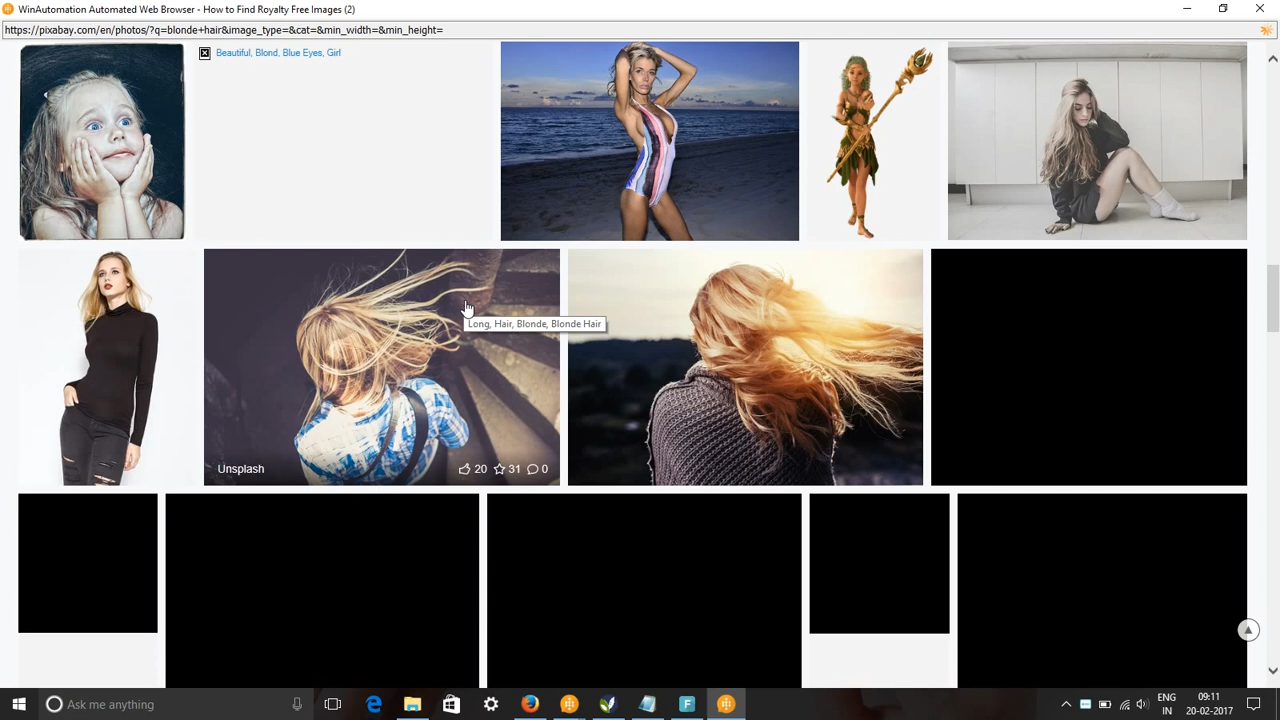 WinAutomation Automated Web Browser - How to Find Royalty Free Images (2)
https://pixabay.com/en/photos/?q=blonde+hair&image_type=&cat=&min_width=&min_height=
Beautiful, Blond, Blue Eyes, Girl
Long, Hair, Blonde, Blonde Hair
Unsplash 20 31 0
Ask me anything
ENG 09:11
IN 20-02-2017